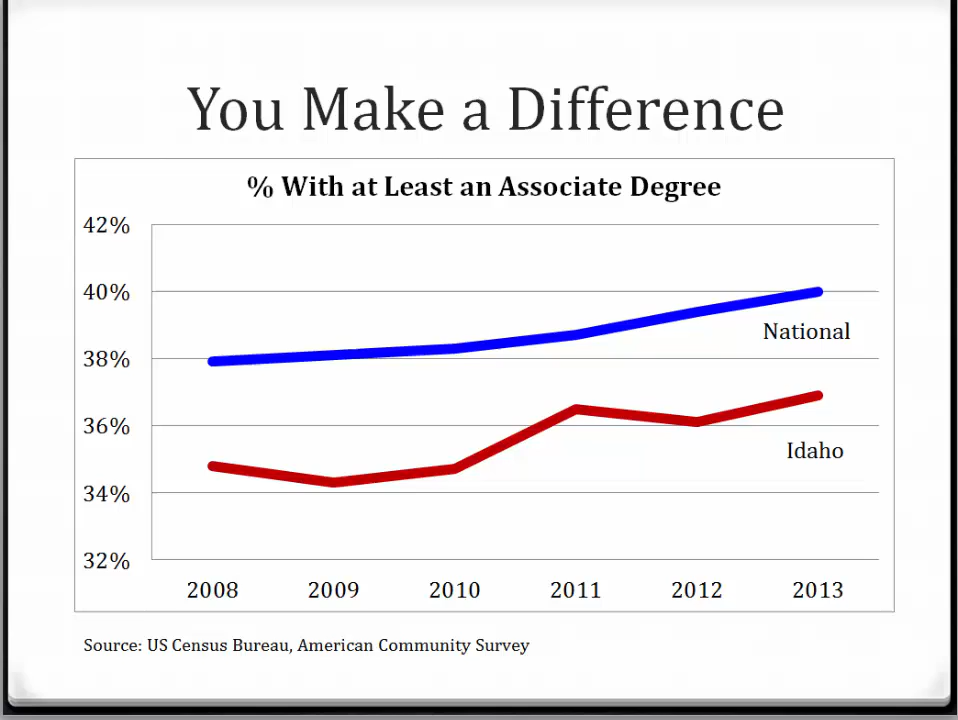 You Make a Difference
% With at Least an Associate Degree
42%
40%
National
38%
36%
Idaho
34%
32%
2008 2009 2010 2011 2012 2013
Source: US Census Bureau, American Community Survey